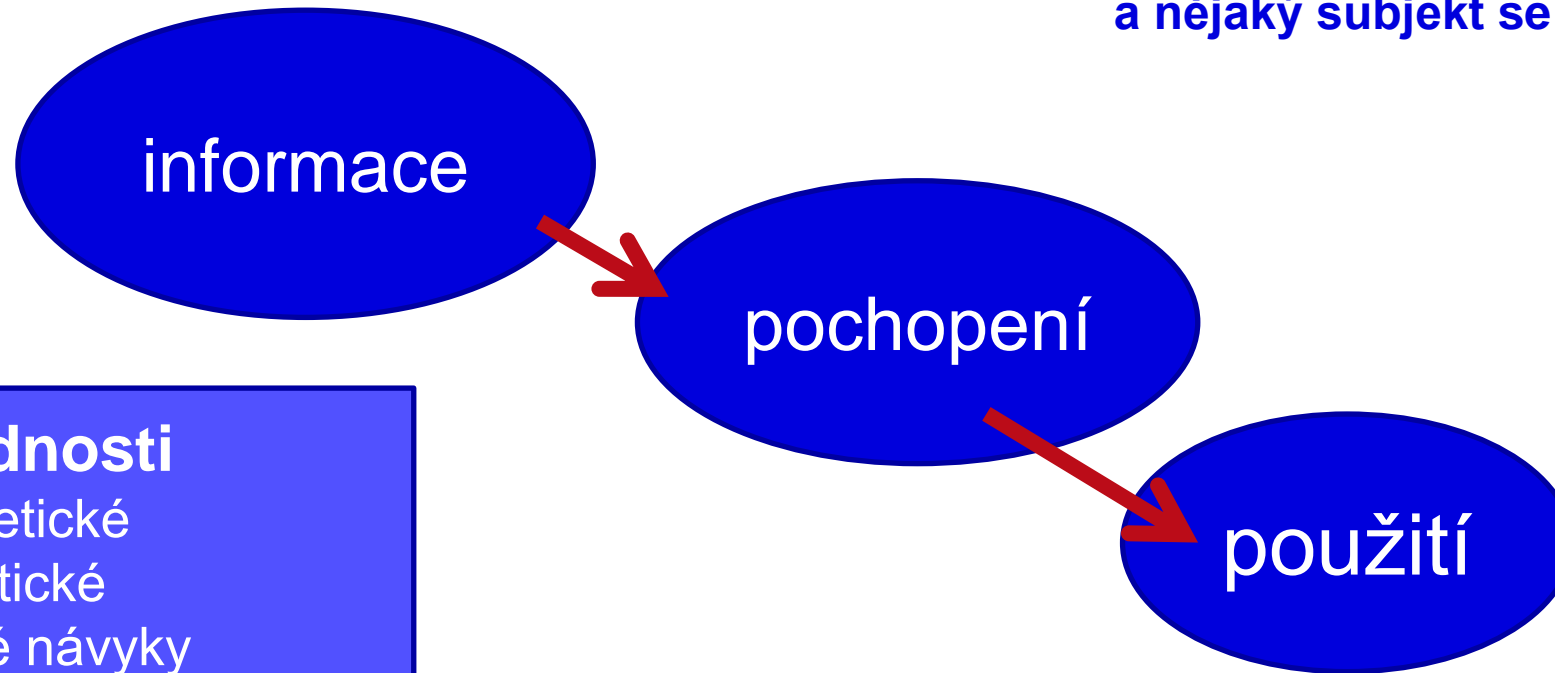 a nějaký subjekt se
informace
pochopení
použití
dnosti
etické
tické
é návyky